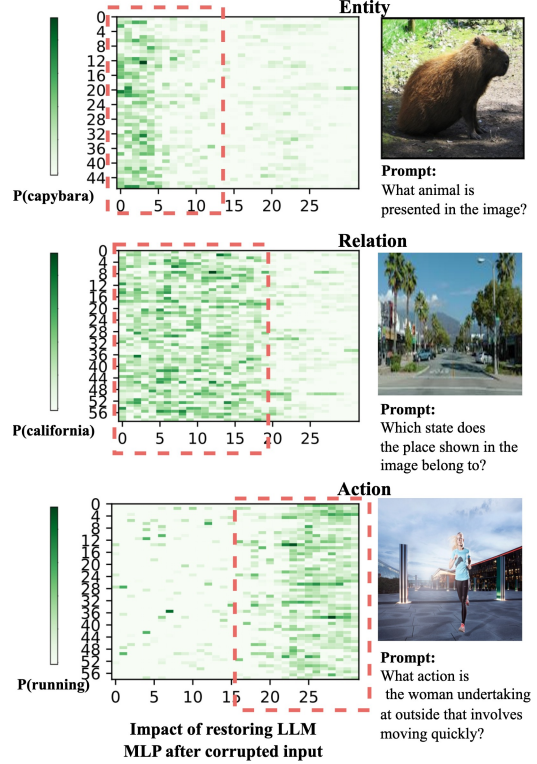 Entity
0
4
8
12
16
20
24
28
32
36
40
44
0 5 10 15 20 25
P(capybara)
Prompt:
What animal is
presented in the image?
Relation
0
4
8
12
16
20
24
28
32
36
40
44
48
52
56
0 5 10 15 20 25
P(california)
Prompt:
Which state does
the place shown in the
image belong to?
Action
0
4
8
12
16
20
24
28
32
36
40
44
48
52
56
0 5 10 15 20 25
P(running)
Prompt:
What action is
the woman undertaking
at outside that involves
moving quickly?
Impact of restoring LLM
MLP after corrupted input